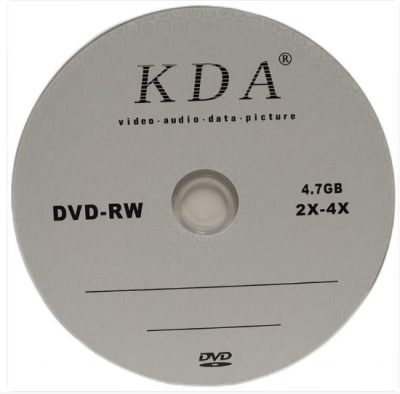 KDA®
video·audio·data·picture
DVD-RW
4.7GB
2X-4X
DVD